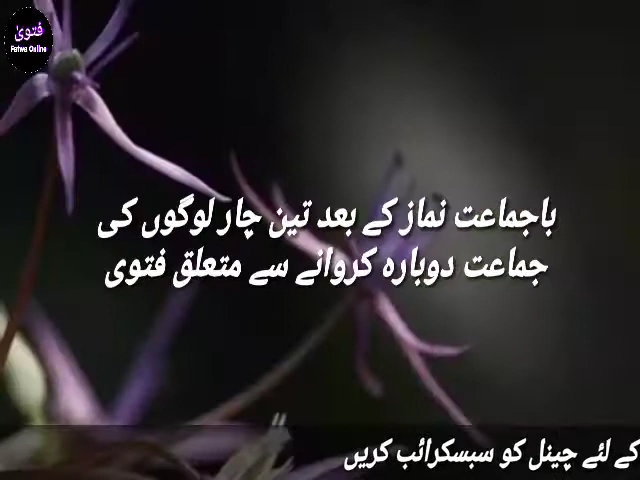 فتویٰ
Fatwa Online
باجماعت نماز کے بعد تین چار لوگوں کی
جماعت دوبارہ کروانے سے متعلق فتوی
کے لئے چینل کو سبسکرائب کریں